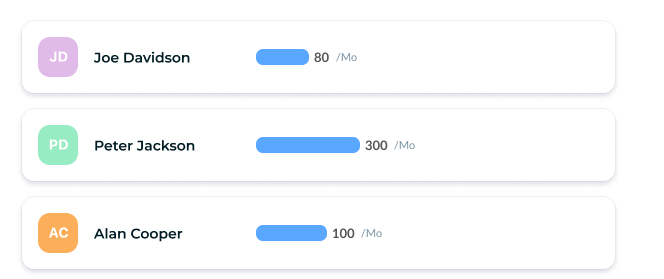 JD Joe Davidson 80 /Mo
PD Peter Jackson 300 /Mo
AC Alan Cooper 100 /Mo